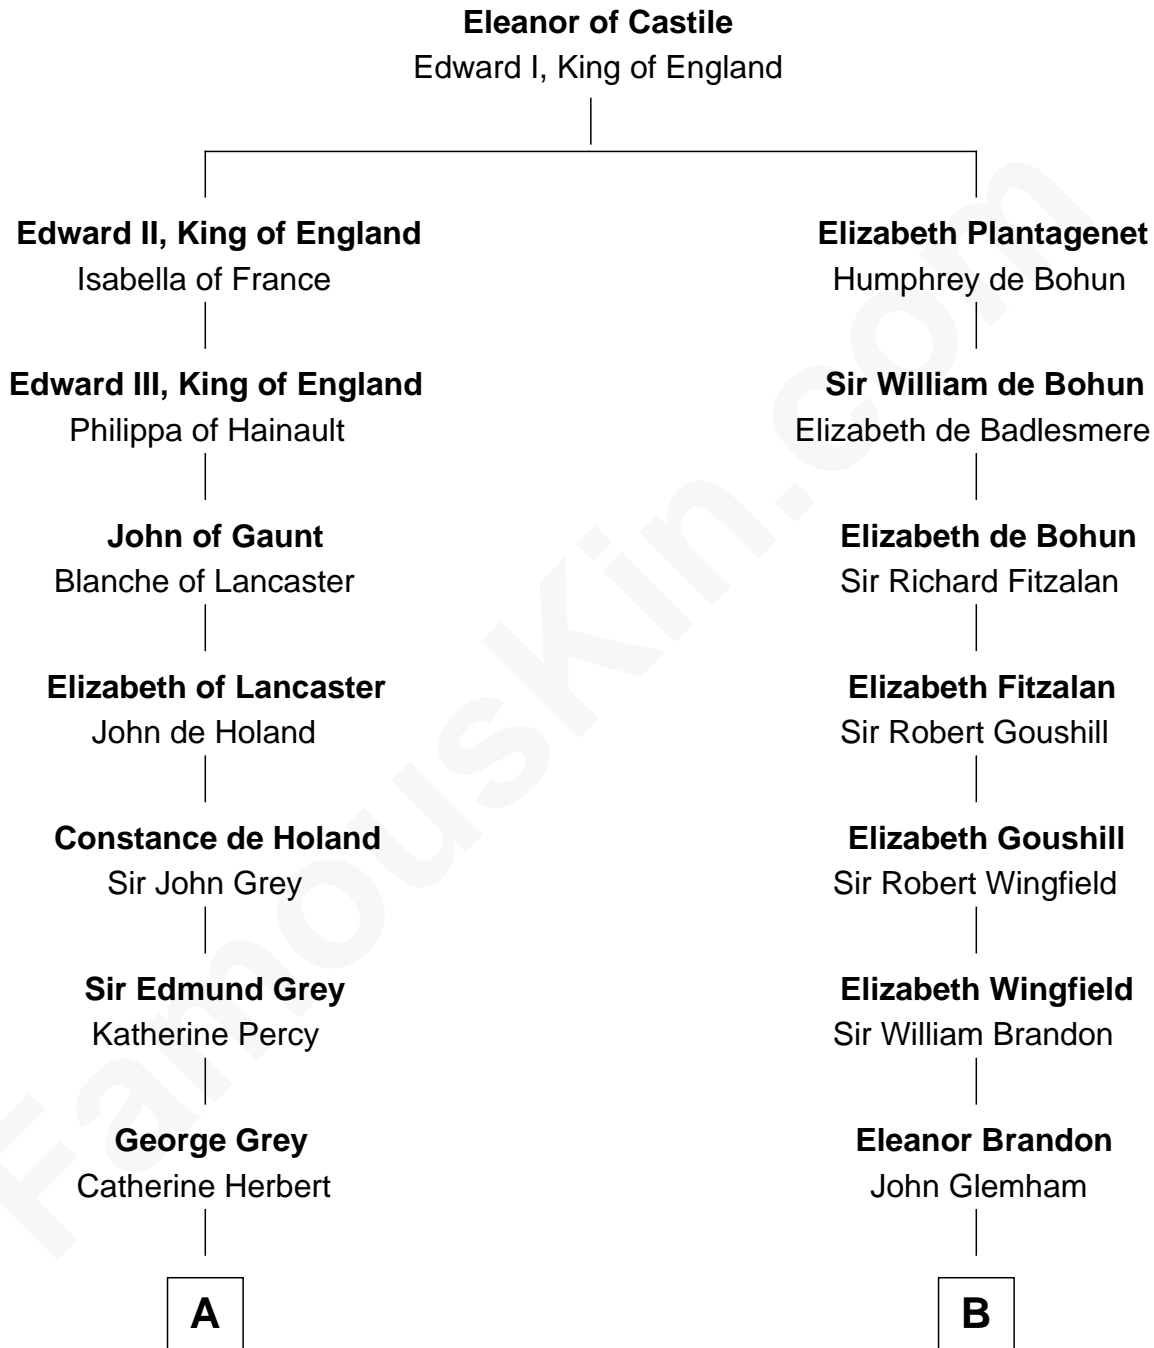 Eleanor of Castile
Edward I, King of England
Edward II, King of England
Isabella of France
Edward III, King of England
Philippa of Hainault
John of Gaunt
Blanche of Lancaster
Elizabeth of Lancaster
John de Holand
Constance de Holand
Sir John Grey
Sir Edmund Grey
Katherine Percy
George Grey
Catherine Herbert
A
Elizabeth Plantagenet
Humphrey de Bohun
Sir William de Bohun
Elizabeth de Badlesmere
Elizabeth de Bohun
Sir Richard Fitzalan
Elizabeth Fitzalan
Sir Robert Goushill
Elizabeth Goushill
Sir Robert Wingfield
Elizabeth Wingfield
Sir William Brandon
Eleanor Brandon
John Glemham
B
FamousKin.com